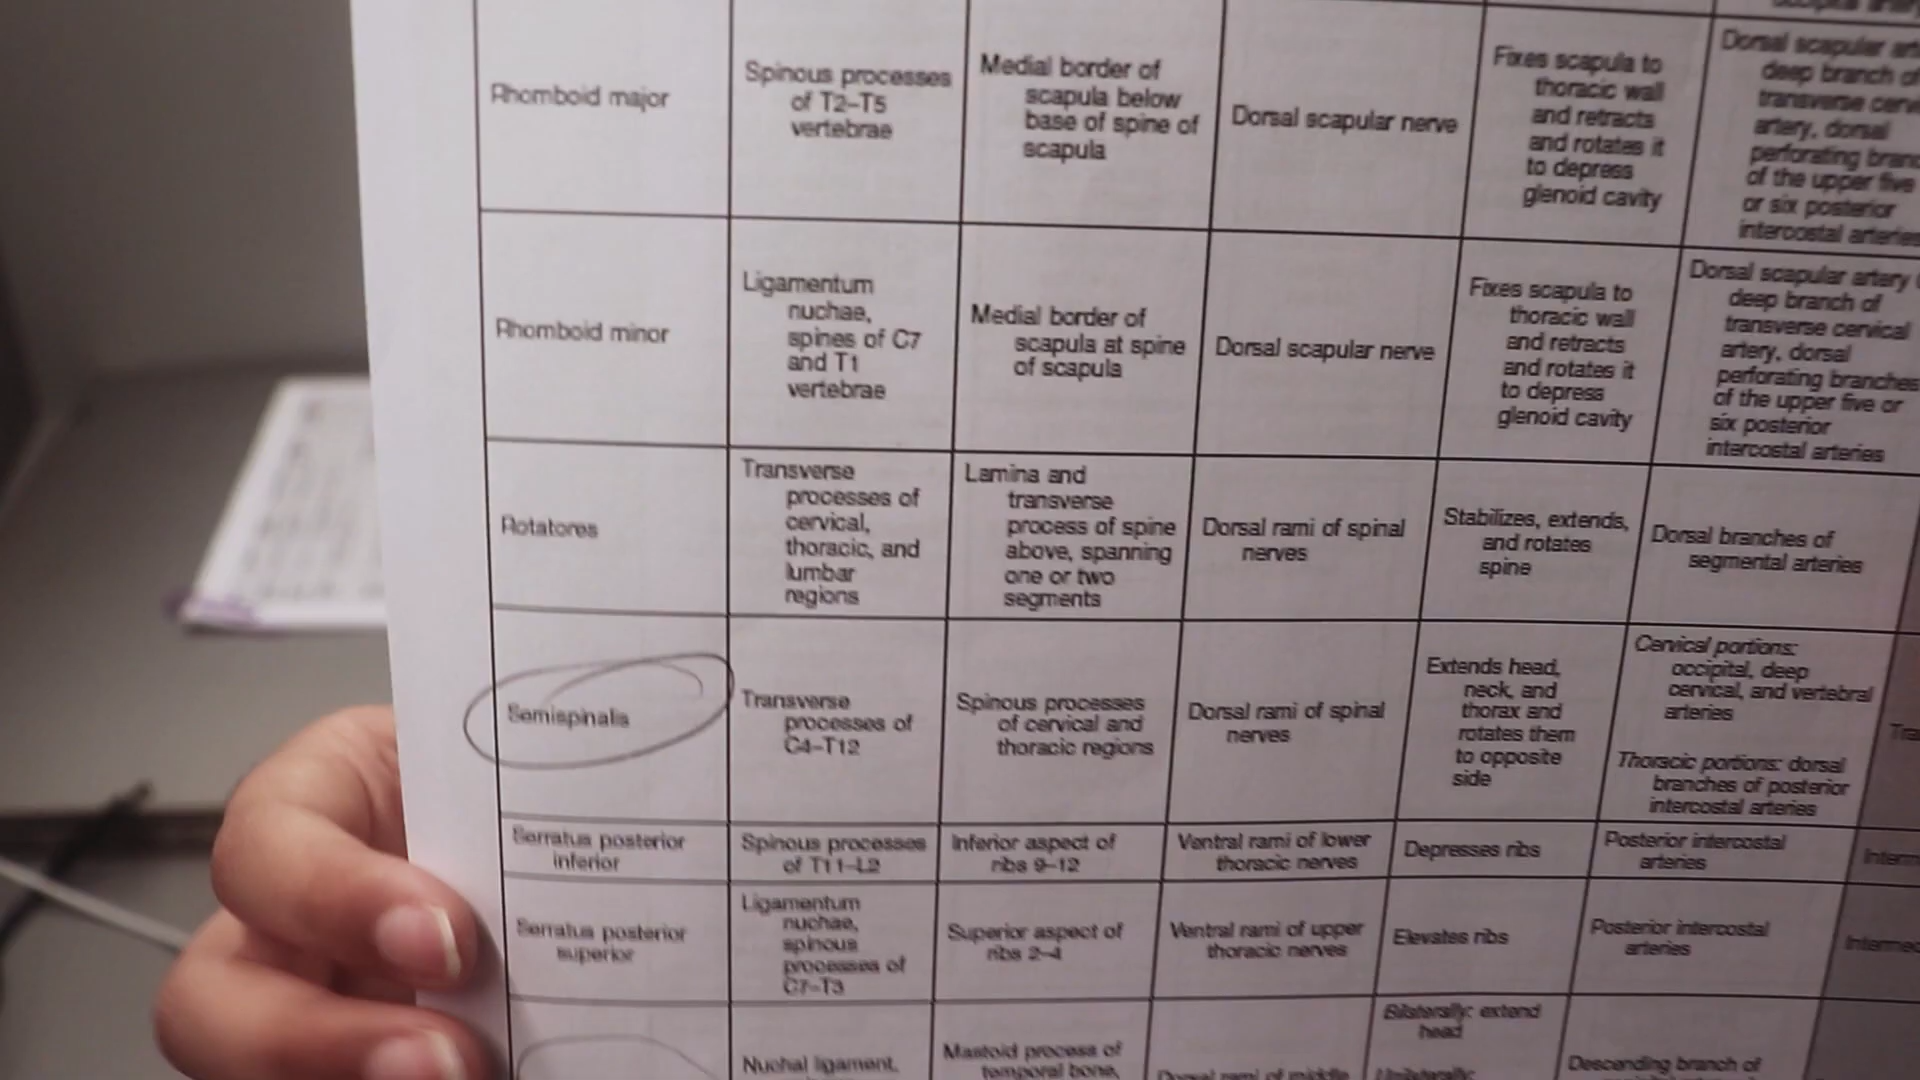 Rhomboid major
Spinous processes
of T2–T5
vertebrae
Medial border of
scapula below
base of spine of
scapula
Dorsal scapular nerve
Fixes scapula to
thoracic wall
and retracts
and rotates it
to depress
glenoid cavity
Dorsal scapular
deep branch of
transverse
artery, dorsal
perforating
of the upper five
or six posterior
intercostal arteries
Rhomboid minor
Ligamentum
nuchae,
spines of C7
and T1
vertebrae
Medial border of
scapula at spine
of scapula
Dorsal scapular nerve
Fixes scapula to
thoracic wall
and retracts
and rotates it
to depress
glenoid cavity
Dorsal scapular artery
deep branch of
transverse cervical
artery, dorsal
perforating branches
of the upper five or
six posterior
intercostal arteries
Rotatores
Transverse
processes of
cervical,
thoracic, and
lumbar
regions
Lamina and
transverse
process of spine
above, spanning
one or two
segments
Dorsal rami of spinal
nerves
Stabilizes, extends,
and rotates
spine
Dorsal branches of
segmental arteries
Semispinalis
Transverse
processes of
C4–T12
Spinous processes
of cervical and
thoracic regions
Dorsal rami of spinal
nerves
Extends head,
neck, and
thorax and
rotates them
to opposite
side
Cervical portions:
occipital, deep
cervical, and vertebral
arteries
Thoracic portions: dorsal
branches of posterior
intercostal arteries
Serratus posterior
inferior
Spinous processes
of T11–L2
Inferior aspect of
ribs 9–12
Ventral rami of lower
thoracic nerves
Depresses ribs
Posterior intercostal
arteries
Serratus posterior
superior
Ligamentum
nuchae,
spinous
processes of
C7–T3
Superior aspect of
ribs 2–4
Ventral rami of upper
thoracic nerves
Elevates ribs
Posterior intercostal
arteries
Nuchal ligament,
Mastoid process of
temporal bone,
Dorsal rami of middle
Bilaterally: extend
head
Unilaterally:
Descending branch of